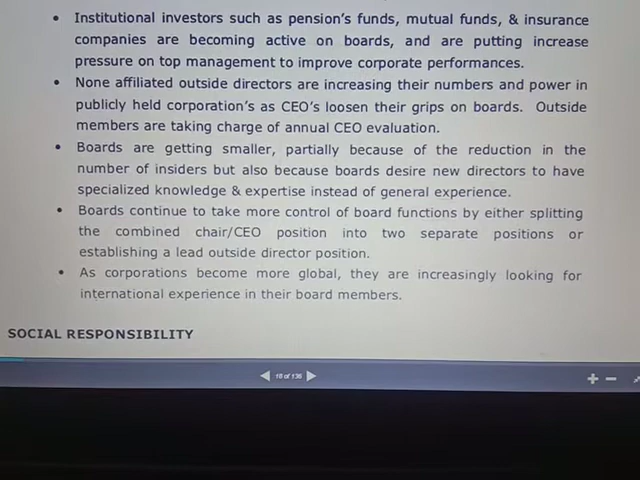 • Institutional investors such as pension's funds, mutual funds, & insurance
companies are becoming active on boards, and are putting increase
pressure on top management to improve corporate performances.
• None affiliated outside directors are increasing their numbers and power in
publicly held corporation's as CEO's loosen their grips on boards. Outside
members are taking charge of annual CEO evaluation.
• Boards are getting smaller, partially because of the reduction in the
number of insiders but also because boards desire new directors to have
specialized knowledge & expertise instead of general experience.
• Boards continue to take more control of board functions by either splitting
the combined chair/CEO position into two separate positions or
establishing a lead outside director position.
• As corporations become more global, they are increasingly looking for
international experience in their board members.
SOCIAL RESPONSIBILITY
18 of 136